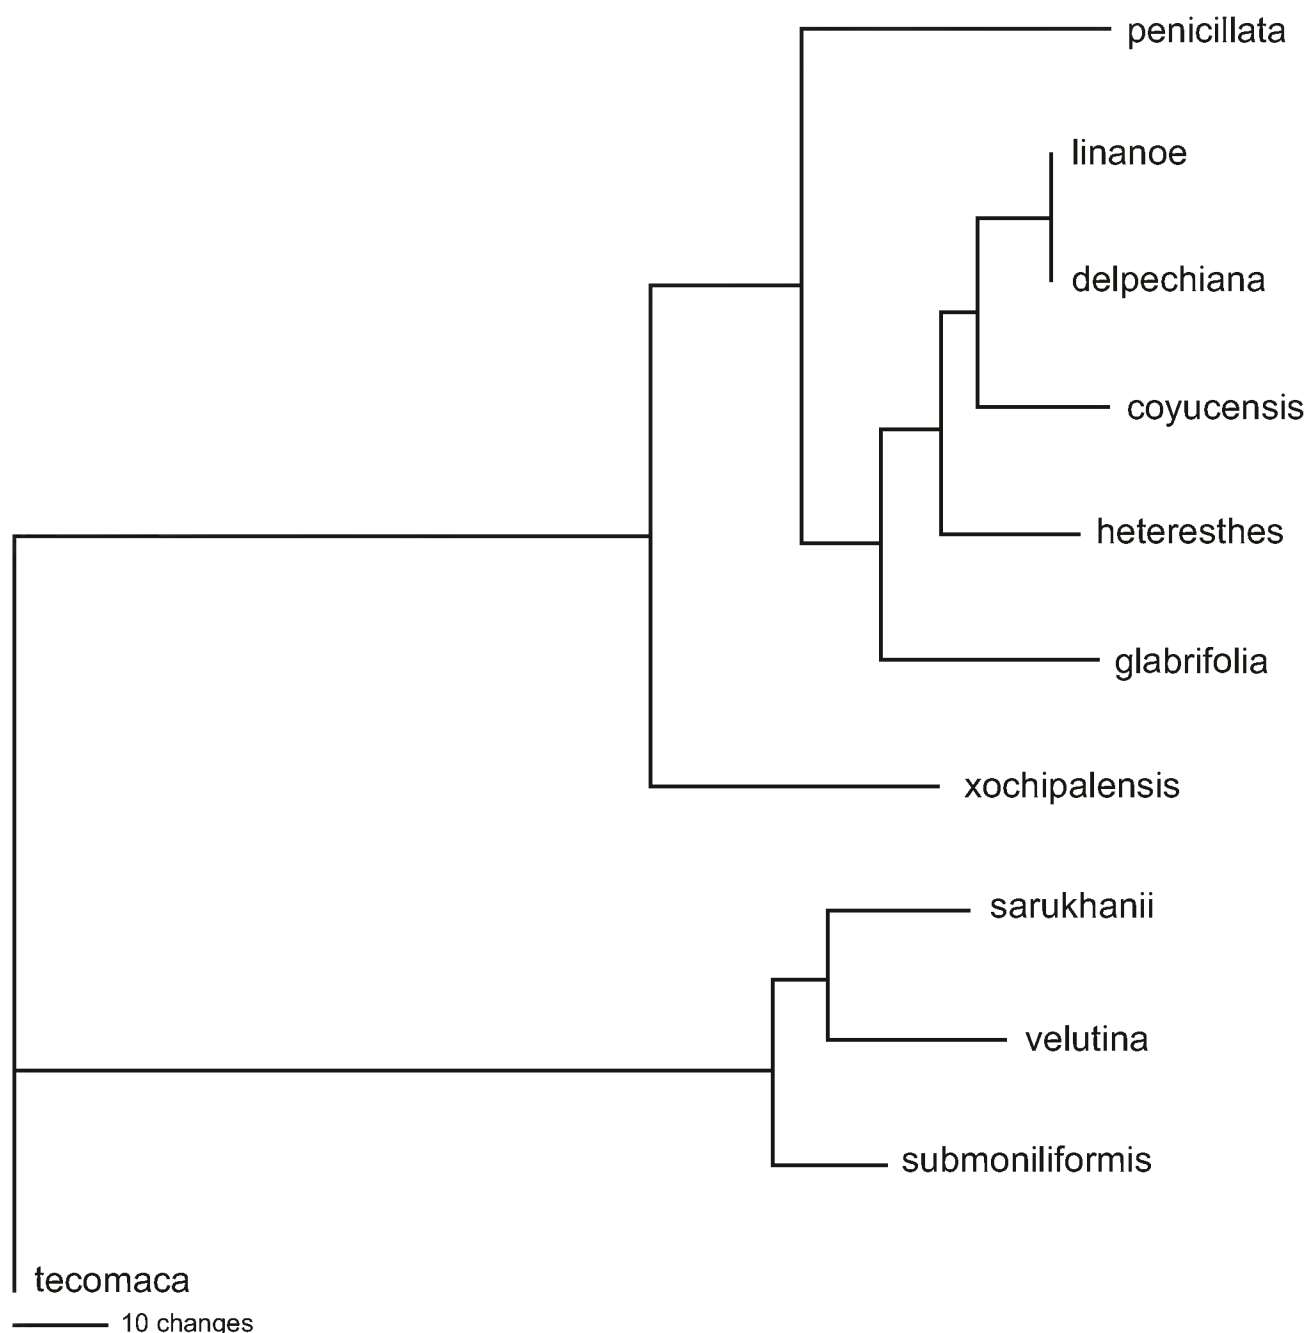 penicillata
linanoe
delpechiana
coyucensis
heteresthes
glabrifolia
xochipalensis
sarukhanii
velutina
submoniliformis
tecomaca
10 changes